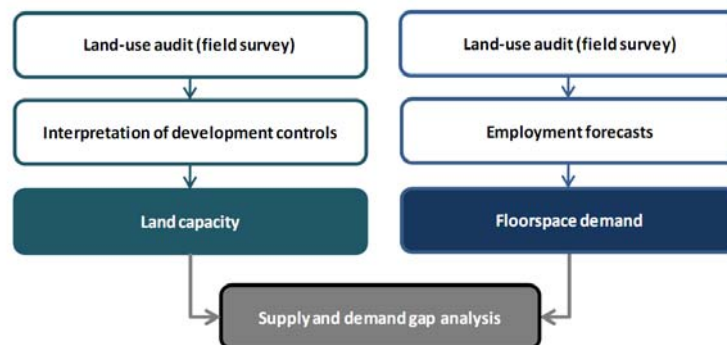 Land-use audit (field survey)
Land-use audit (field survey)
Interpretation of development controls
Employment forecasts
Land capacity
Floorspace demand
Supply and demand gap analysis